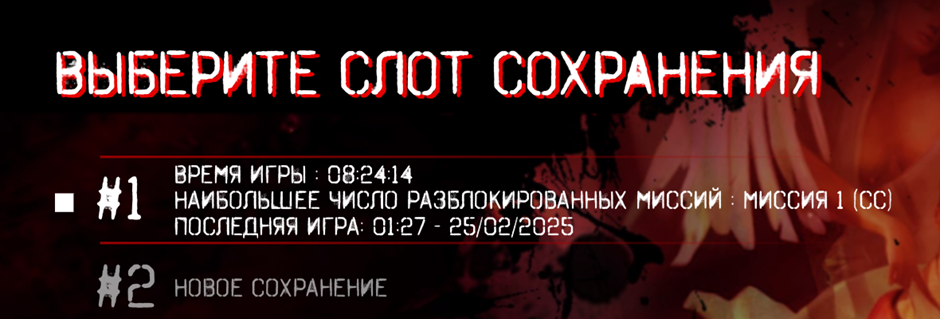 ВЫБЕРИТЕ СЛОТ СОХРАНЕНИЯ
#1
ВРЕМЯ ИГРЫ : 08:24:14
НАИБОЛЬШЕЕ ЧИСЛО РАЗБЛОКИРОВАННЫХ МИССИЙ : МИССИЯ 1 (СС)
ПОСЛЕДНЯЯ ИГРА: 01:27 - 25/02/2025
#2 НОВОЕ СОХРАНЕНИЕ